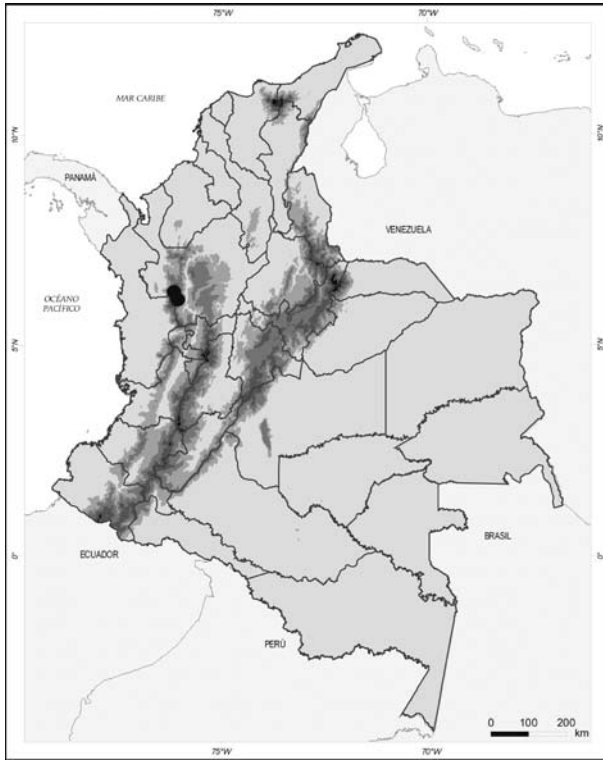 75°W 70°W
MAR CARIBE
10°N 10°N
PANAMÁ
VENEZUELA
OCÉANO
PACÍFICO
5°N 5°N
0° 0°
ECUADOR
BRASIL
PERÚ
0 100 200
km
75°W 70°W